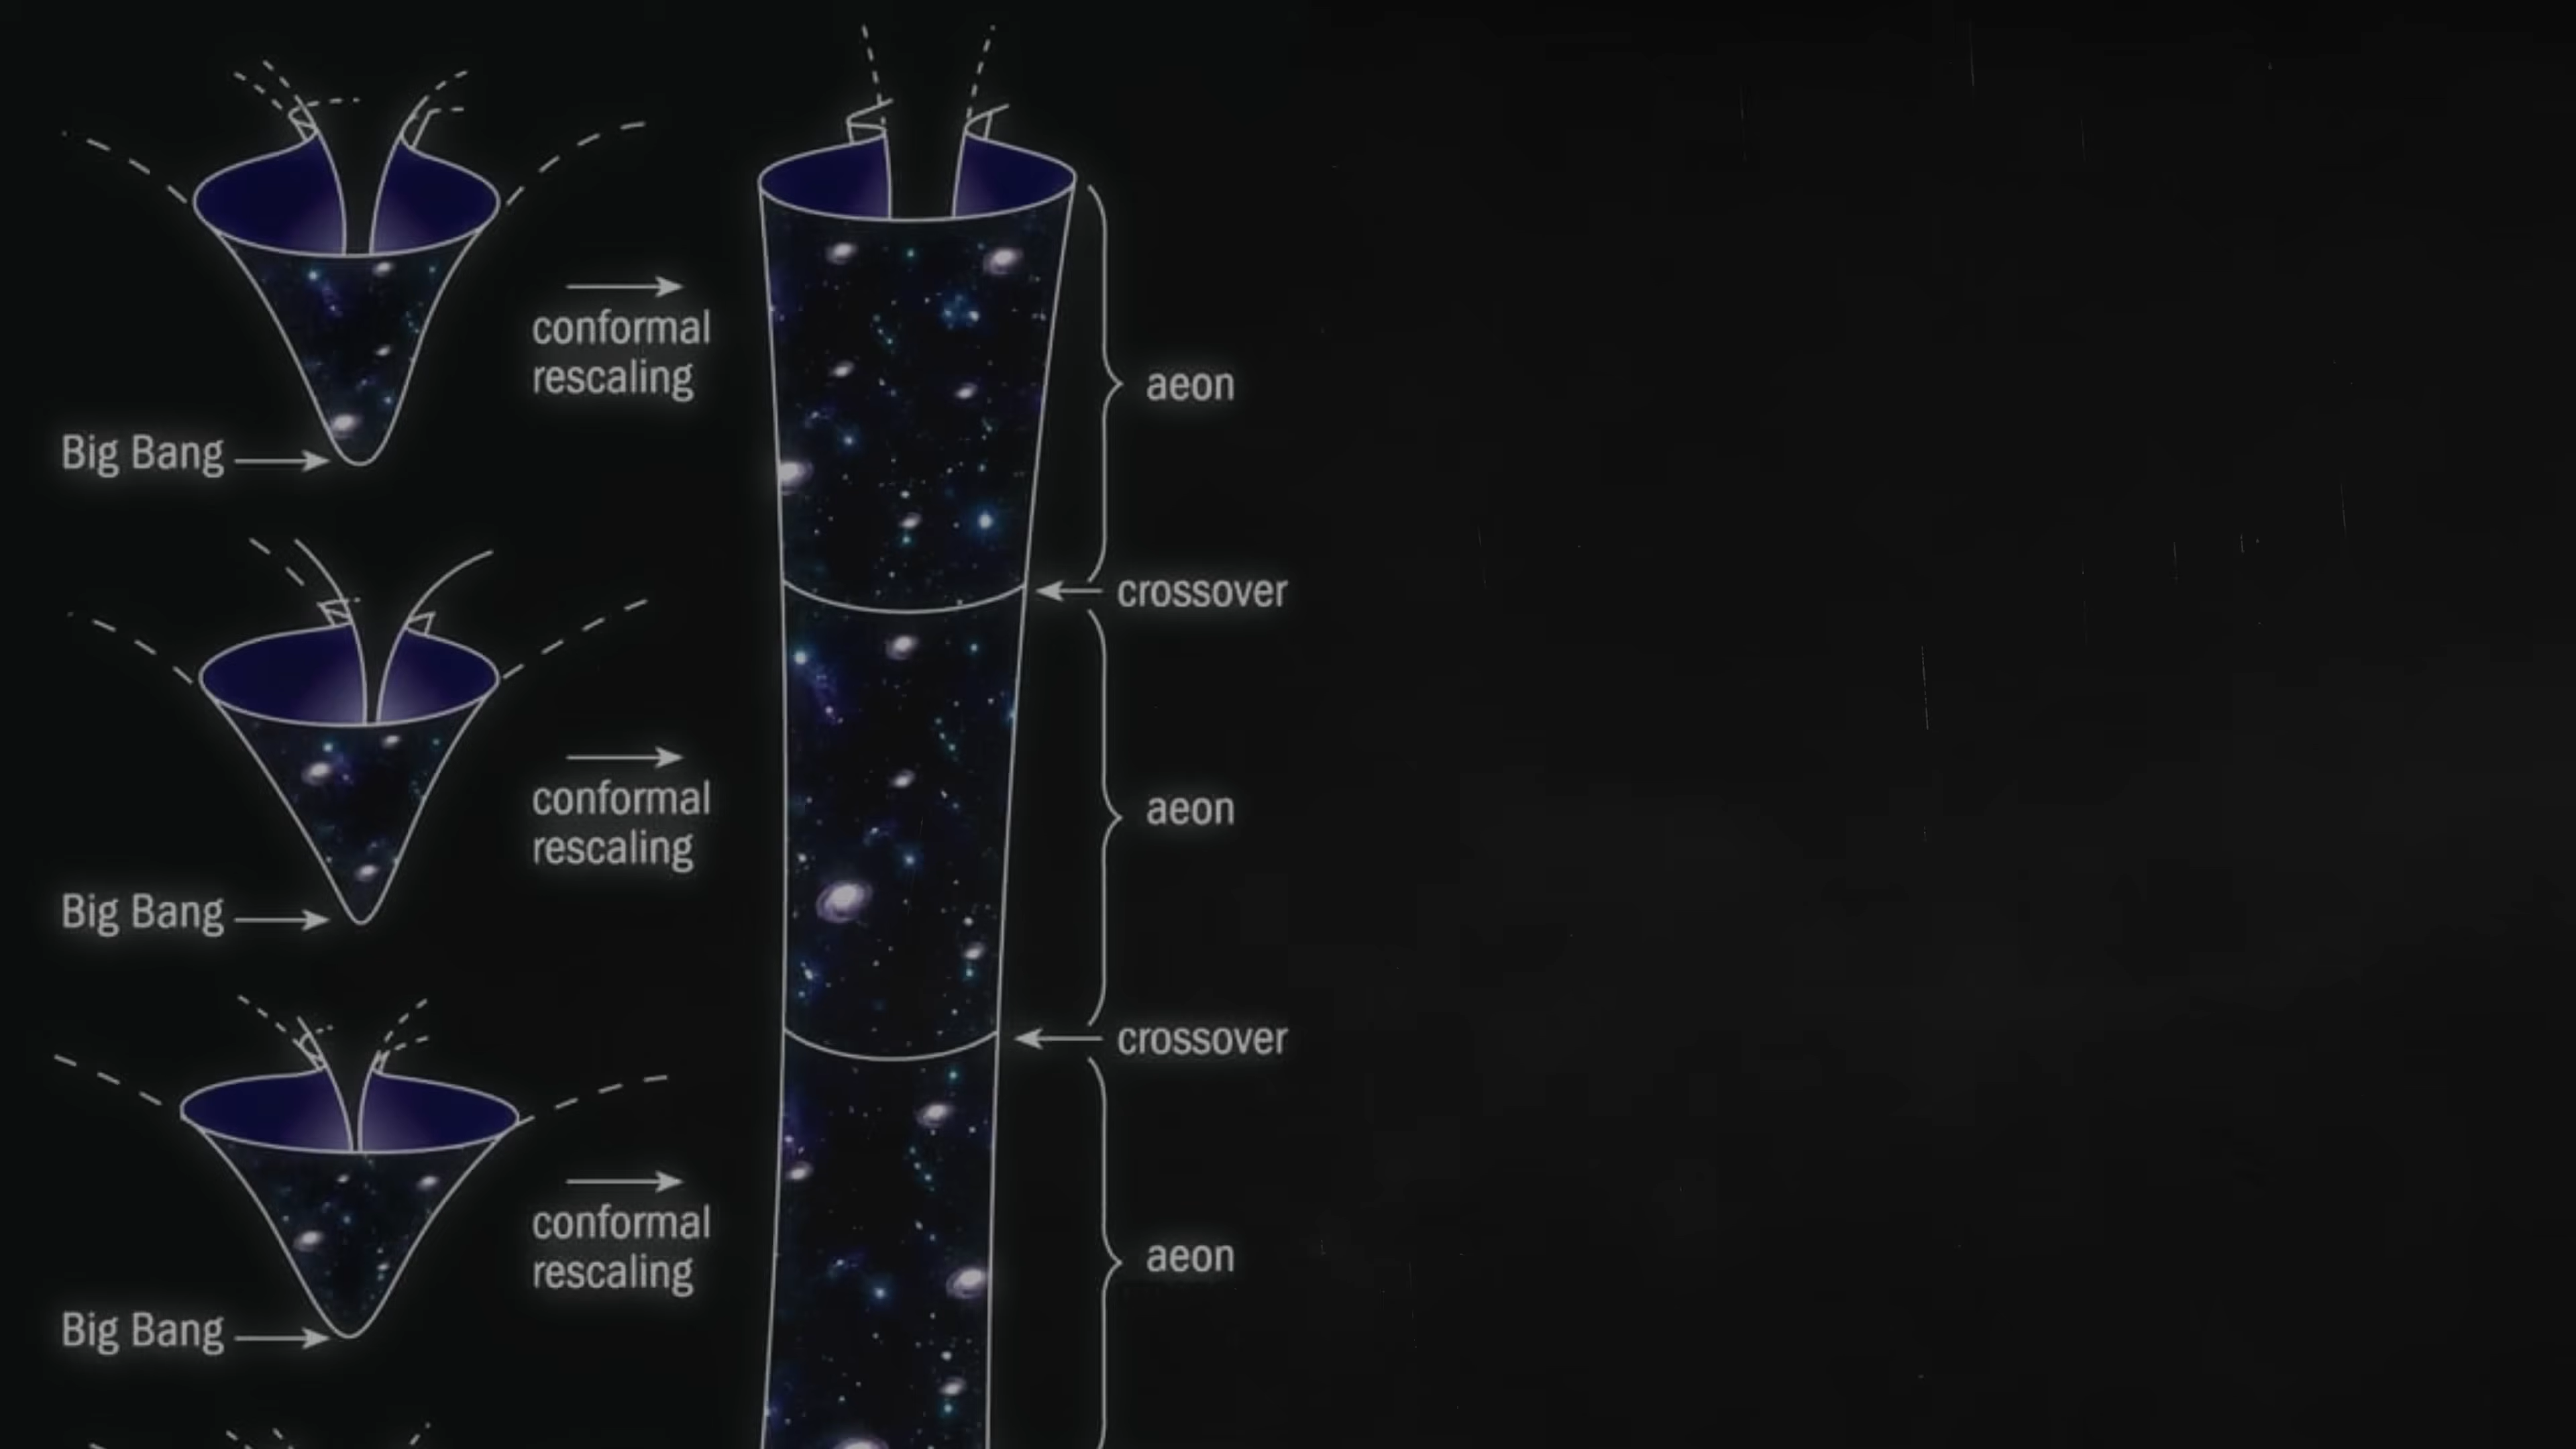 conformal
rescaling
aeon
Big Bang
crossover
conformal
rescaling
aeon
Big Bang
crossover
conformal
rescaling
aeon
Big Bang